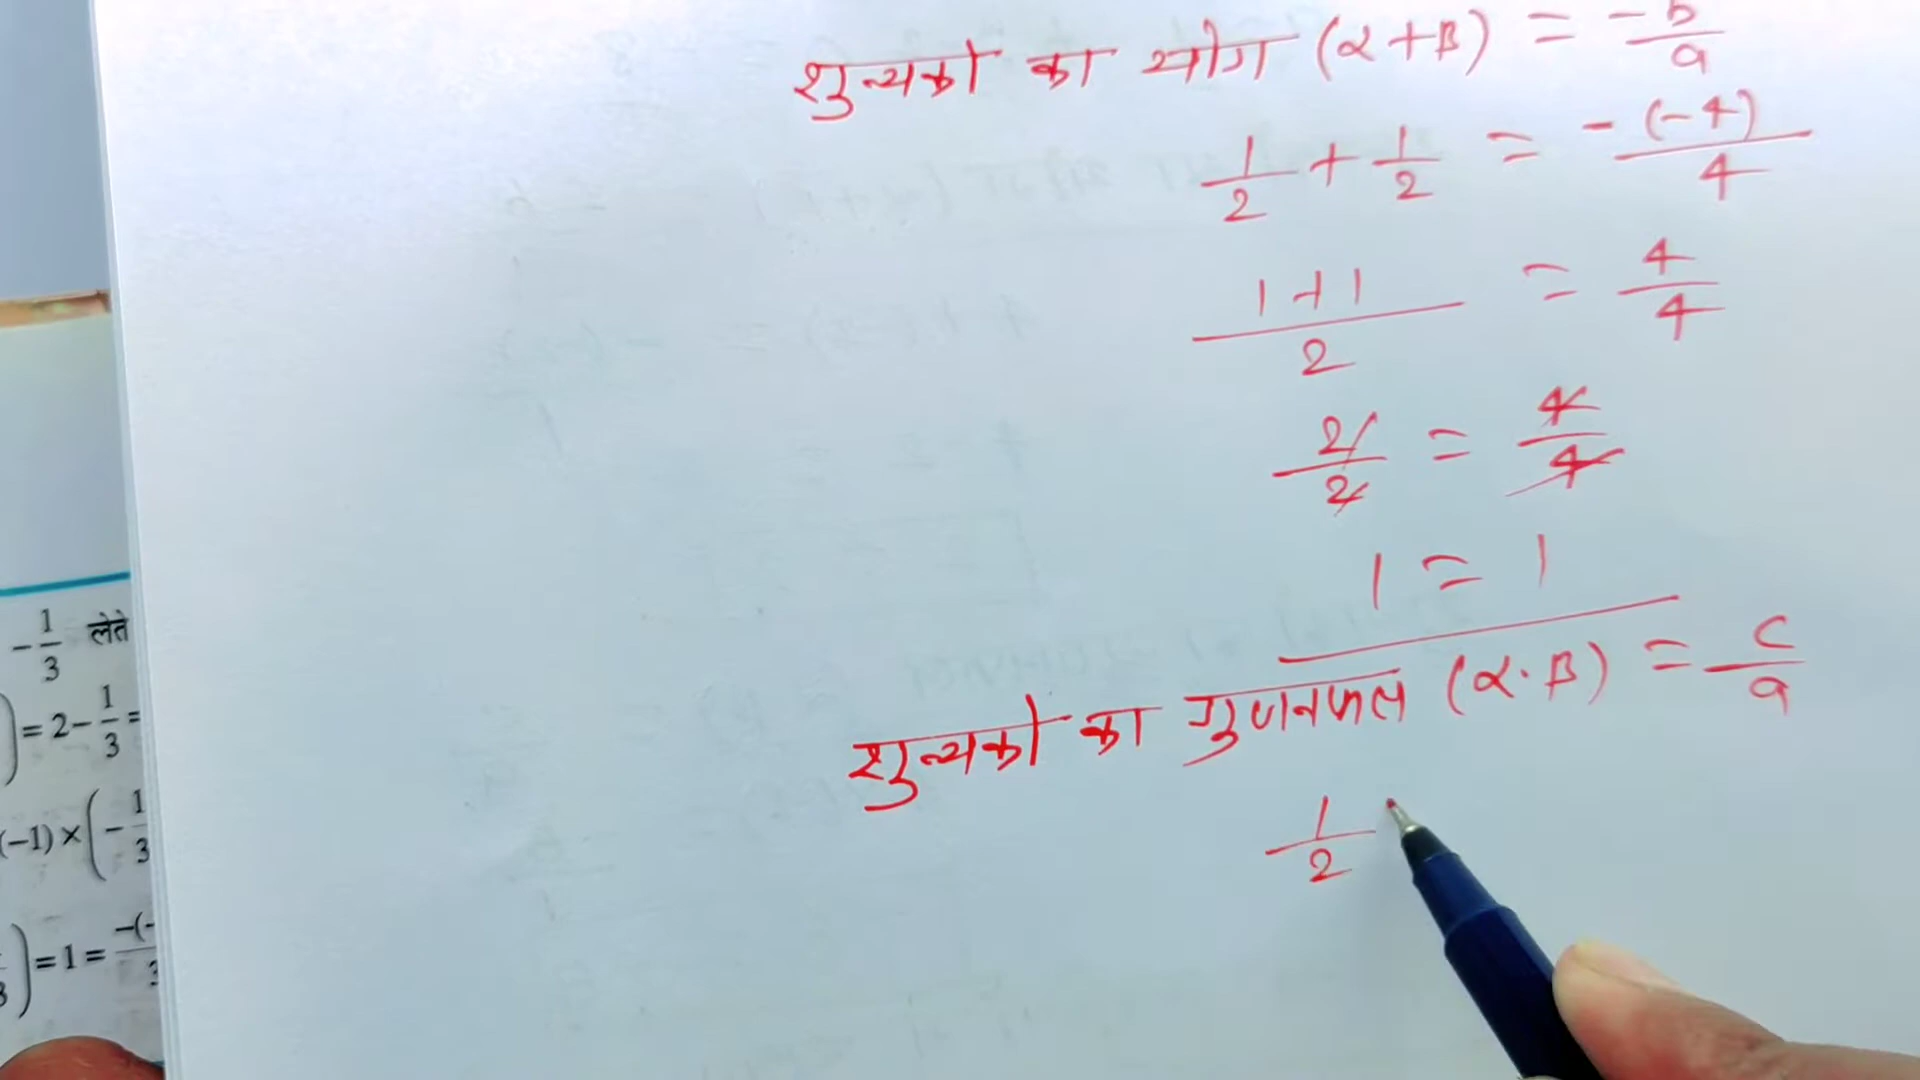 शुन्यको का योग (α+β) = -b/a
1/2 + 1/2 = -(-4)/4
1+1/2 = 4/4
2/2 = 4/4
1 = 1
शुन्यको का गुणनफल (α·β) = c/a
1/2
-1/3 लेते
) = 2 - 1/3 =
(-1) × (-1/3
) = 1 = -(-